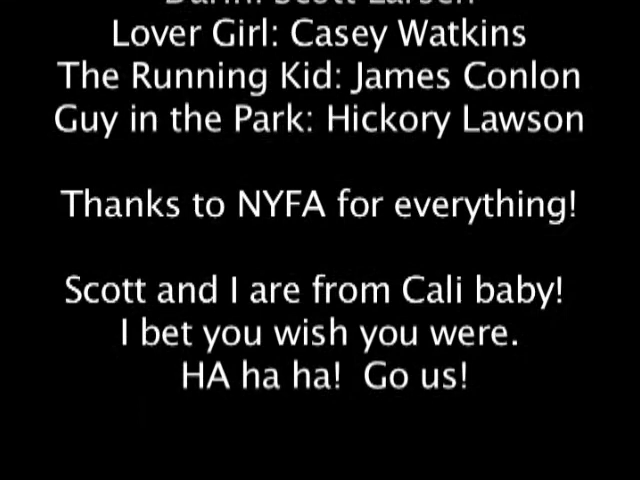 Lover Girl: Casey Watkins
The Running Kid: James Conlon
Guy in the Park: Hickory Lawson
Thanks to NYFA for everything!
Scott and I are from Cali baby!
I bet you wish you were.
HA ha ha!  Go us!